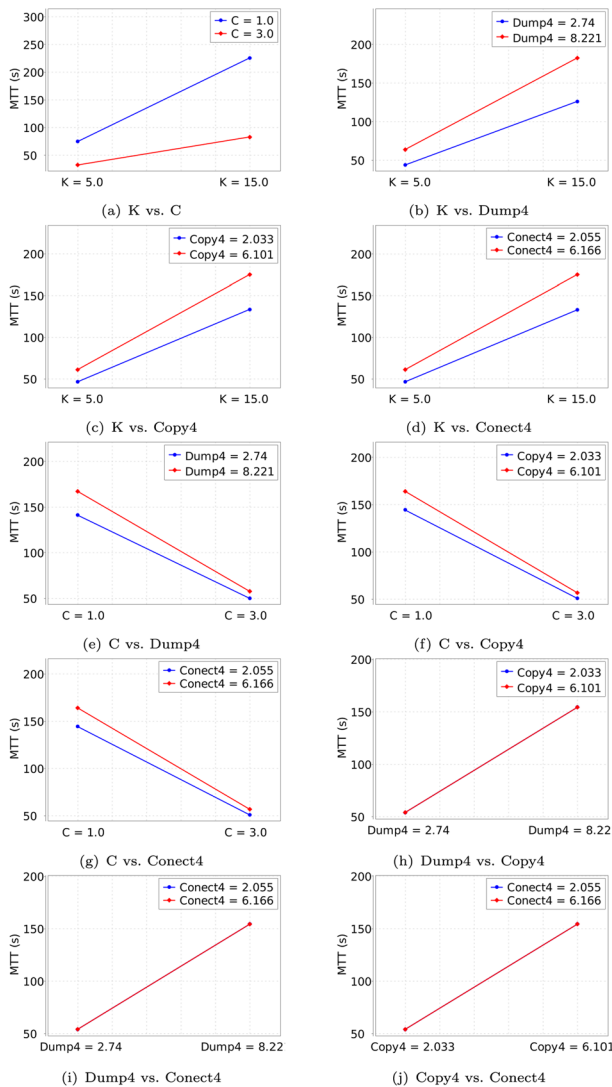 300
250
200
150
100
50
MTT (s)
C = 1.0
C = 3.0
K = 5.0
K = 15.0
(a) K vs. C
200
150
100
50
MTT (s)
Dump4 = 2.74
Dump4 = 8.221
K = 5.0
K = 15.0
(b) K vs. Dump4
200
150
100
50
MTT (s)
Copy4 = 2.033
Copy4 = 6.101
K = 5.0
K = 15.0
(c) K vs. Copy4
200
150
100
50
MTT (s)
Conect4 = 2.055
Conect4 = 6.166
K = 5.0
K = 15.0
(d) K vs. Conect4
200
150
100
50
MTT (s)
Dump4 = 2.74
Dump4 = 8.221
C = 1.0
C = 3.0
(e) C vs. Dump4
200
150
100
50
MTT (s)
Copy4 = 2.033
Copy4 = 6.101
C = 1.0
C = 3.0
(f) C vs. Copy4
200
150
100
50
MTT (s)
Conect4 = 2.055
Conect4 = 6.166
C = 1.0
C = 3.0
(g) C vs. Conect4
200
150
100
50
MTT (s)
Copy4 = 2.033
Copy4 = 6.101
Dump4 = 2.74
Dump4 = 8.22
(h) Dump4 vs. Copy4
200
150
100
50
MTT (s)
Conect4 = 2.055
Conect4 = 6.166
Dump4 = 2.74
Dump4 = 8.22
(i) Dump4 vs. Conect4
200
150
100
50
MTT (s)
Conect4 = 2.055
Conect4 = 6.166
Copy4 = 2.033
Copy4 = 6.101
(j) Copy4 vs. Conect4